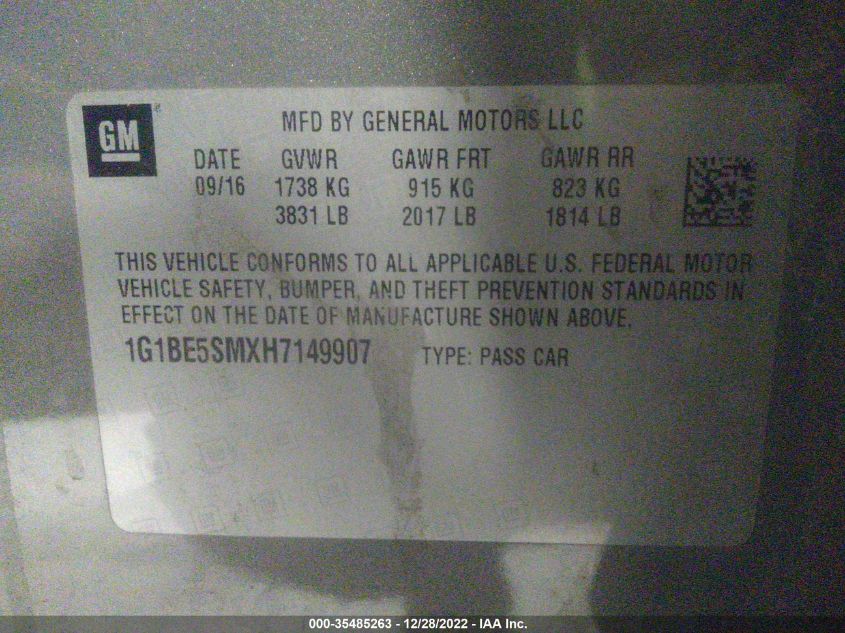 GM
MFD BY GENERAL MOTORS LLC
DATE GVWR GAWR FRT GAWR RR
09/16 1738 KG 915 KG 823 KG
3831 LB 2017 LB 1814 LB
THIS VEHICLE CONFORMS TO ALL APPLICABLE U.S. FEDERAL MOTOR
VEHICLE SAFETY, BUMPER, AND THEFT PREVENTION STANDARDS IN
EFFECT ON THE DATE OF MANUFACTURE SHOWN ABOVE.
1G1BE5SMXH7149907 TYPE: PASS CAR
000-35485263 - 12/28/2022 - IAA Inc.